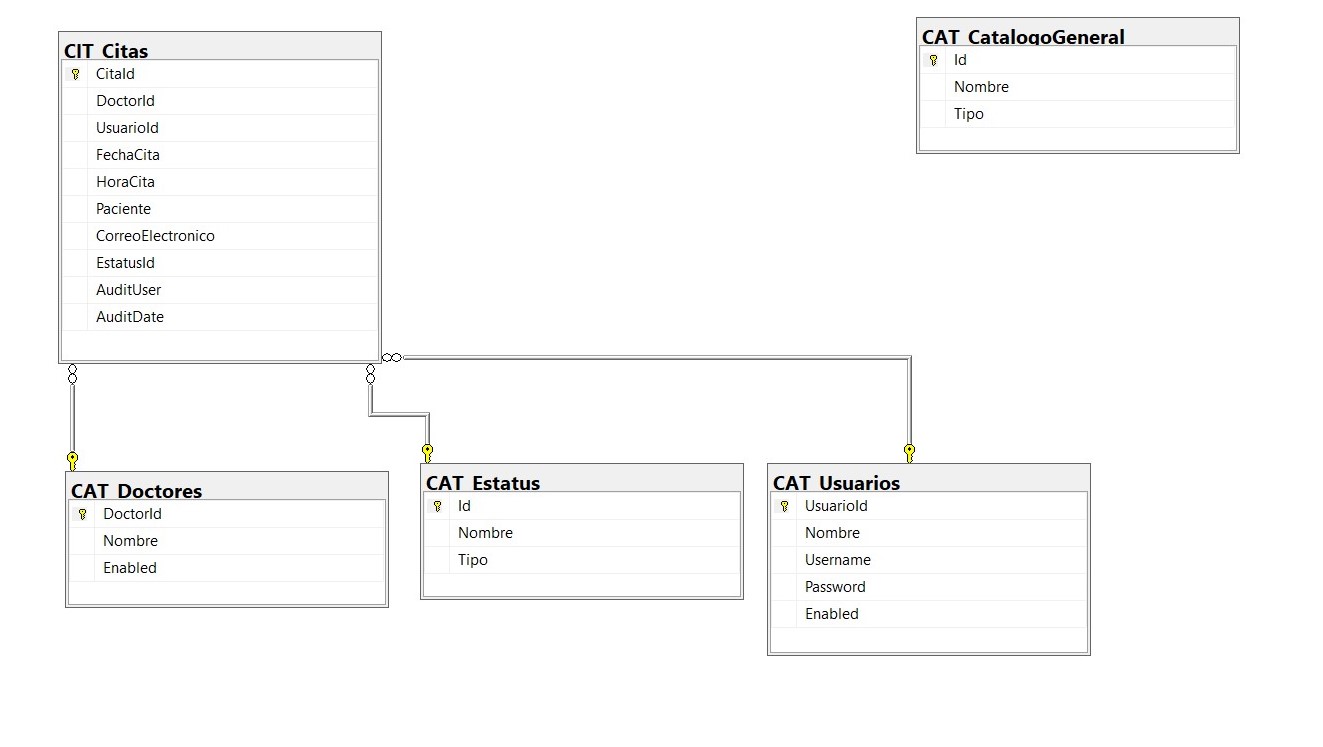 CIT_Citas
CitaId
DoctorId
UsuarioId
FechaCita
HoraCita
Paciente
CorreoElectronico
EstatusId
AuditUser
AuditDate
CAT_CatalogoGeneral
Id
Nombre
Tipo
CAT_Doctores
DoctorId
Nombre
Enabled
CAT_Estatus
Id
Nombre
Tipo
CAT_Usuarios
UsuarioId
Nombre
Username
Password
Enabled